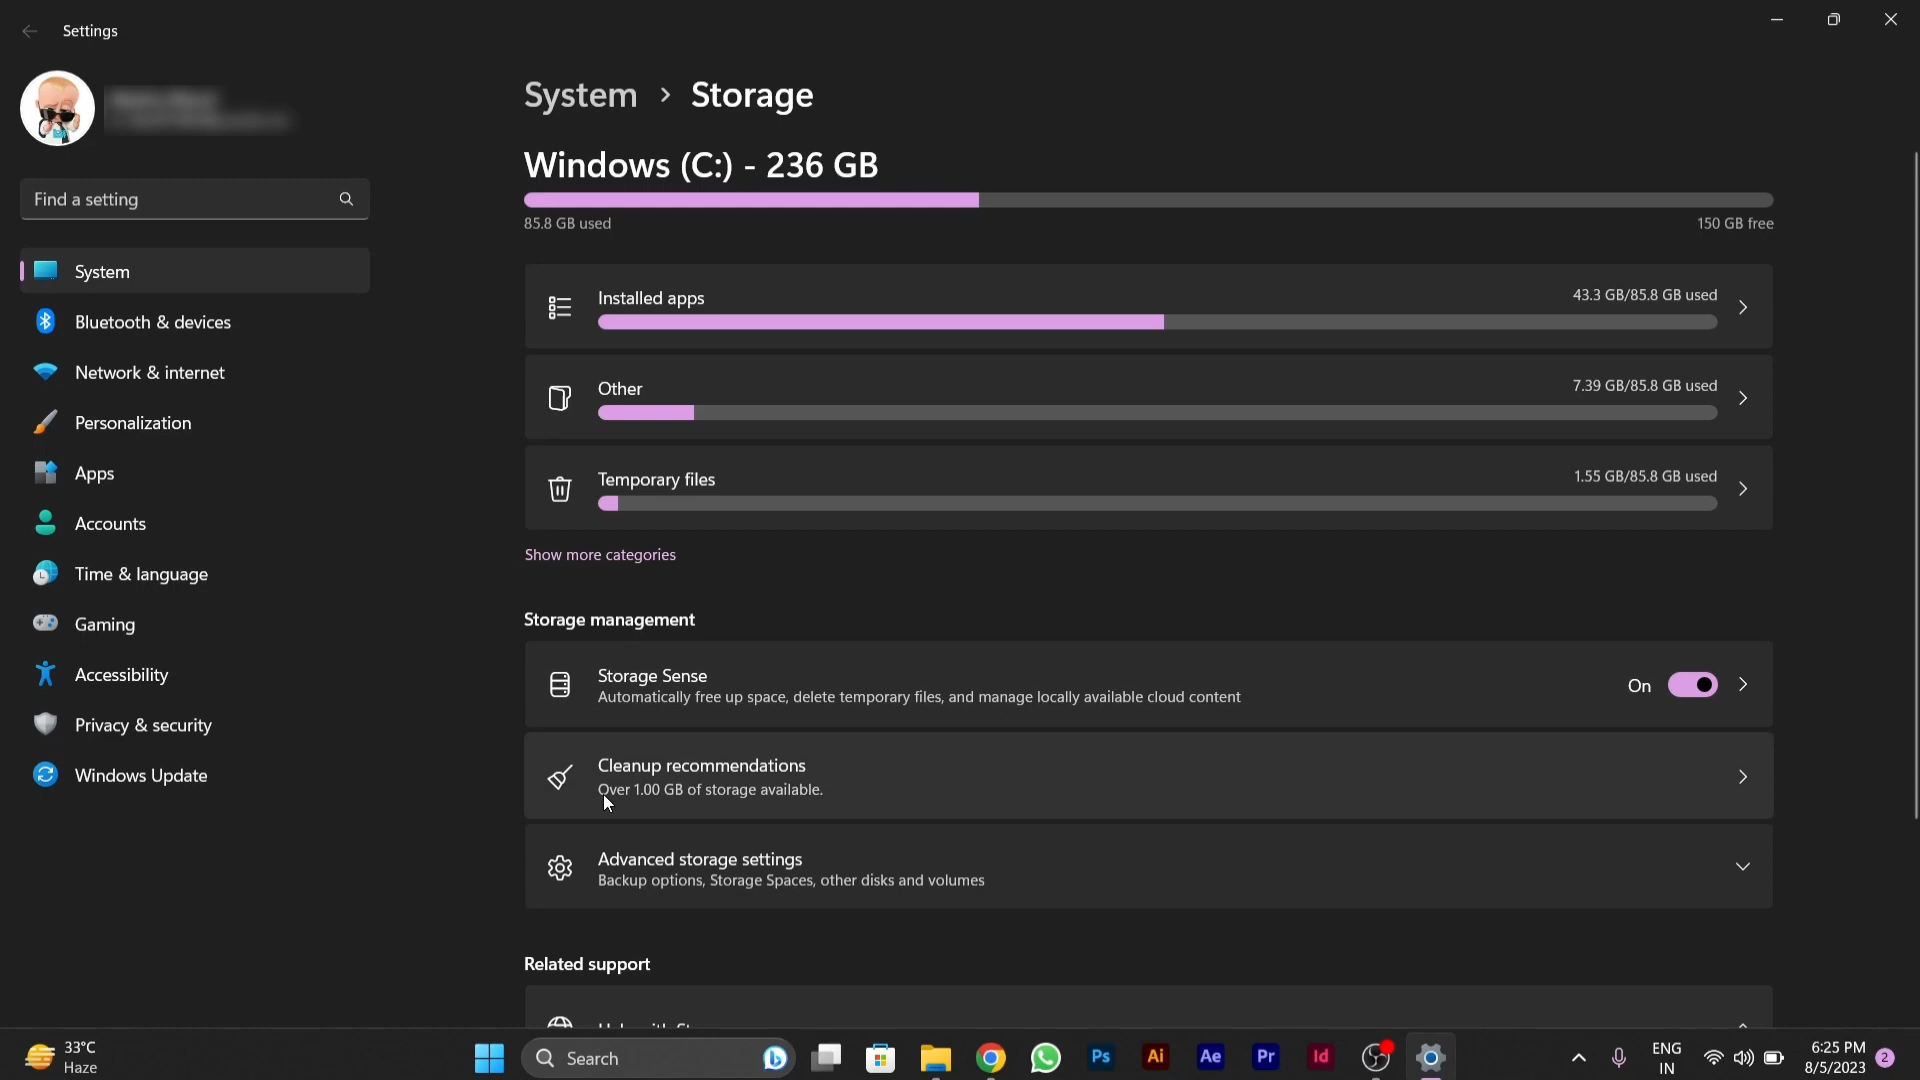 Settings
Find a setting
System
Bluetooth & devices
Network & internet
Personalization
Apps
Accounts
Time & language
Gaming
Accessibility
Privacy & security
Windows Update
System > Storage
Windows (C:) - 236 GB
85.8 GB used
150 GB free
Installed apps
43.3 GB/85.8 GB used
Other
7.39 GB/85.8 GB used
Temporary files
1.55 GB/85.8 GB used
Show more categories
Storage management
Storage Sense
Automatically free up space, delete temporary files, and manage locally available cloud content
On
Cleanup recommendations
Over 1.00 GB of storage available.
Advanced storage settings
Backup options, Storage Spaces, other disks and volumes
Related support
33°C
Haze
Search
Ps
Ai
Ae
Pr
Id
ENG
IN
6:25 PM
8/5/2023
2